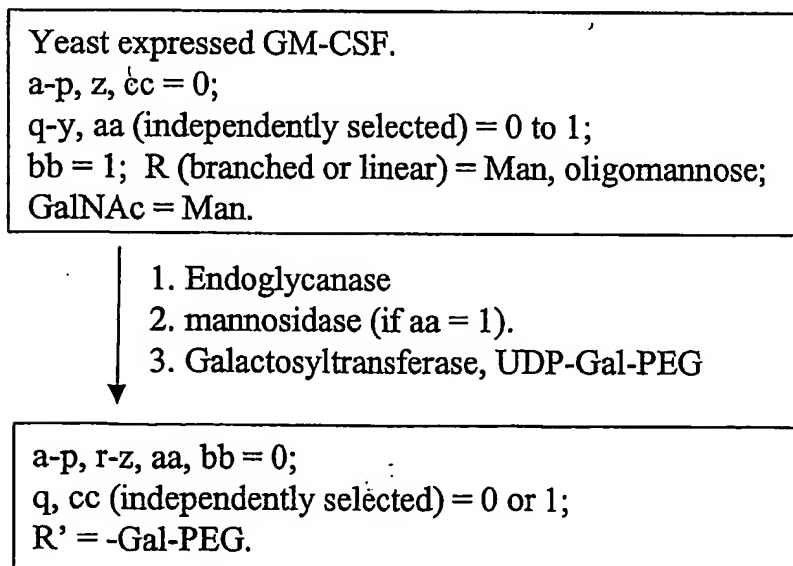 Yeast expressed GM-CSF.
a-p, z, cc = 0;
q-y, aa (independently selected) = 0 to 1;
bb = 1; R (branched or linear) = Man, oligomannose;
GalNAc = Man.
1. Endoglycanase
2. mannosidase (if aa = 1).
3. Galactosyltransferase, UDP-Gal-PEG
a-p, r-z, aa, bb = 0;
q, cc (independently selected) = 0 or 1;
R' = -Gal-PEG.